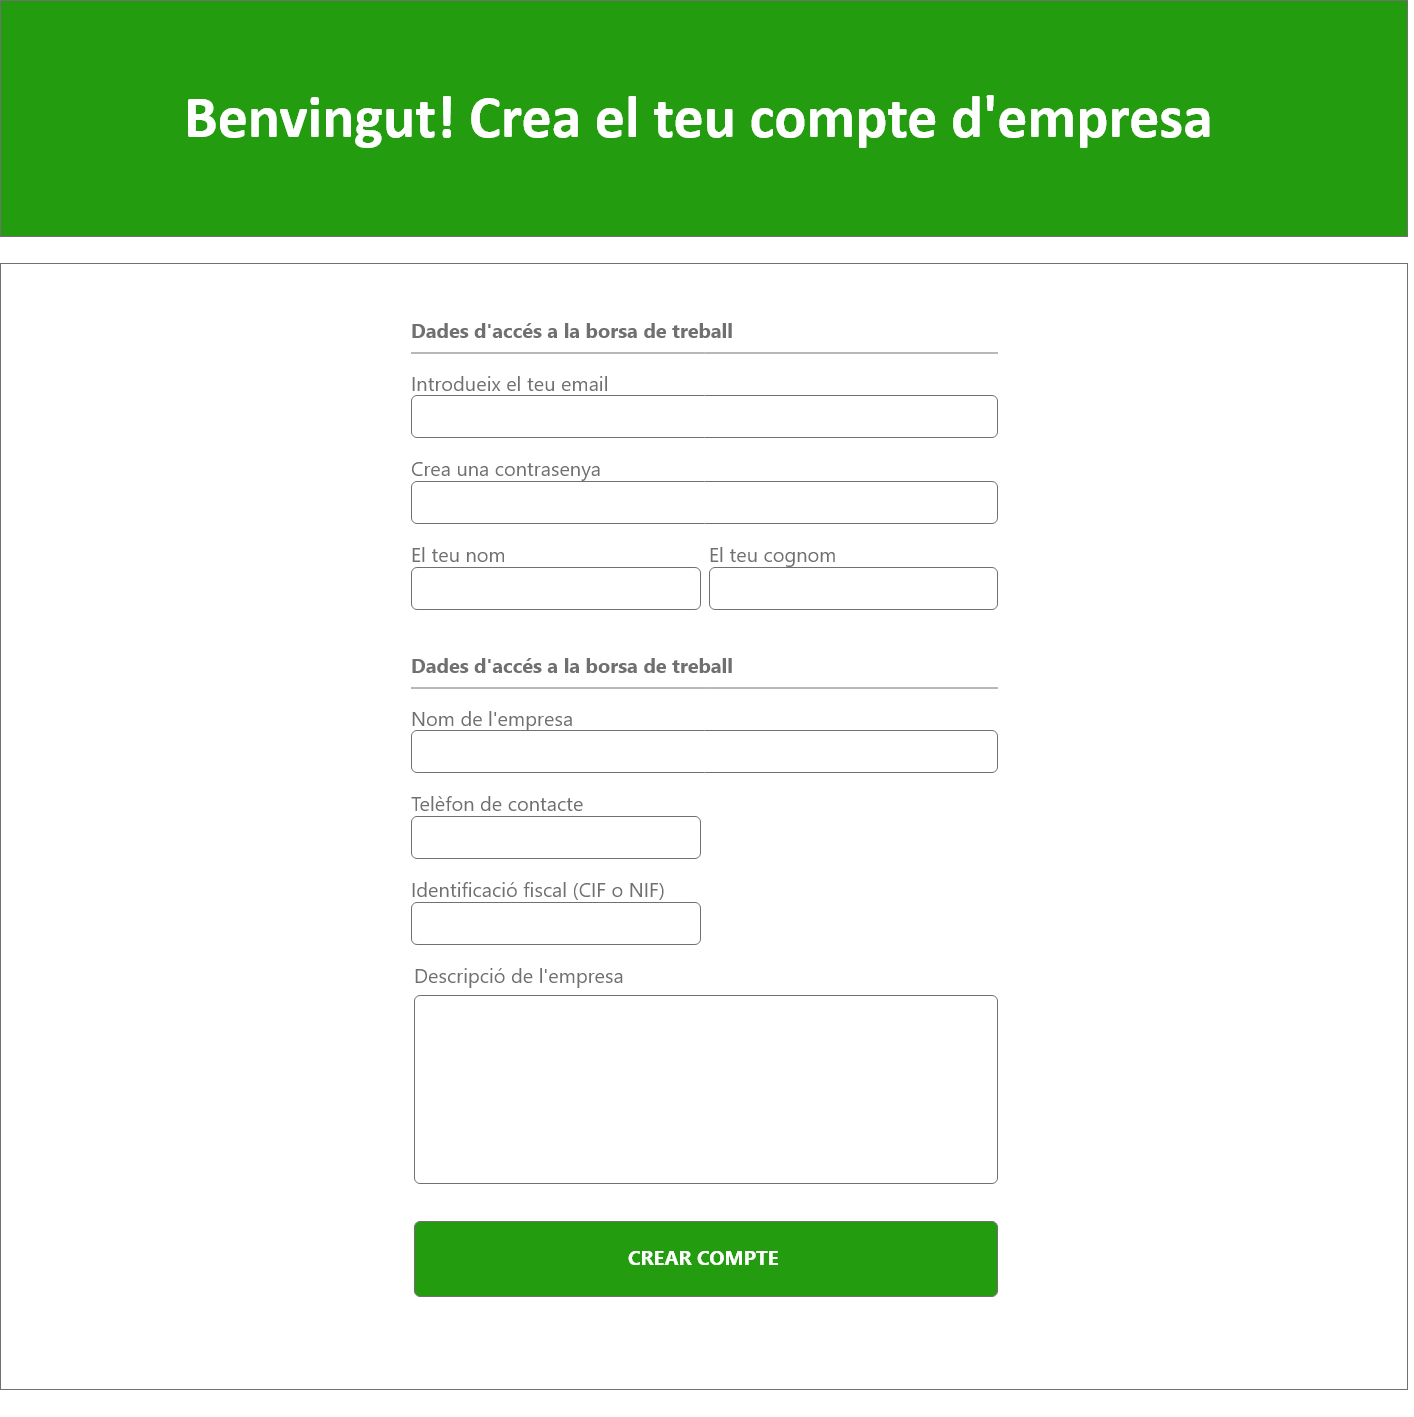 Benvingut! Crea el teu compte d'empresa
Dades d'accés a la borsa de treball
Introdueix el teu email
Crea una contrasenya
El teu nom El teu cognom
Dades d'accés a la borsa de treball
Nom de l'empresa
Telèfon de contacte
Identificació fiscal (CIF o NIF)
Descripció de l'empresa
CREAR COMPTE